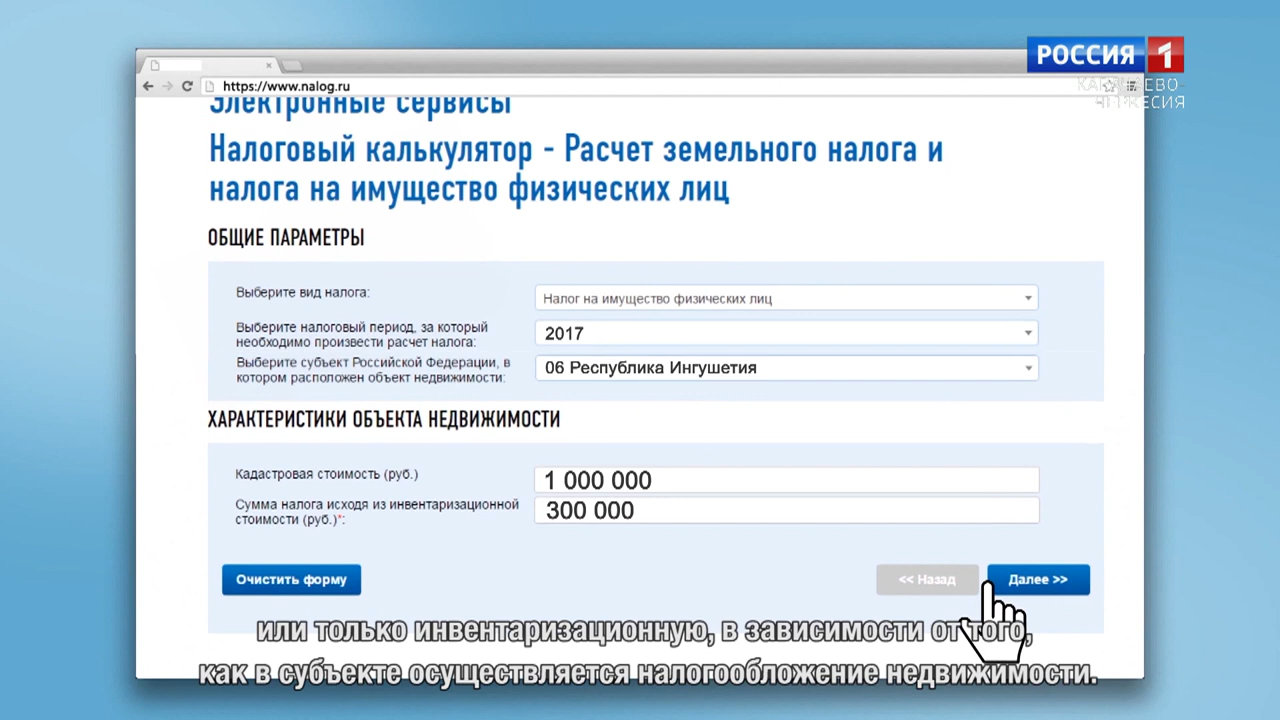 РОССИЯ 1
КАРАЧАЕВО-
ЧЕРКЕСИЯ
https://www.nalog.ru
Электронные сервисы
Налоговый калькулятор - Расчет земельного налога и
налога на имущество физических лиц
ОБЩИЕ ПАРАМЕТРЫ
Выберите вид налога:
Налог на имущество физических лиц
Выберите налоговый период, за который
необходимо произвести расчет налога:
2017
Выберите субъект Российской Федерации, в
котором расположен объект недвижимости:
06 Республика Ингушетия
ХАРАКТЕРИСТИКИ ОБЪЕКТА НЕДВИЖИМОСТИ
Кадастровая стоимость (руб.)
1 000 000
Сумма налога исходя из инвентаризационной
стоимости (руб.)*:
300 000
Очистить форму
<< Назад
Далее >>
или только инвентаризационную, в зависимости от того,
как в субъекте осуществляется налогообложение недвижимости.